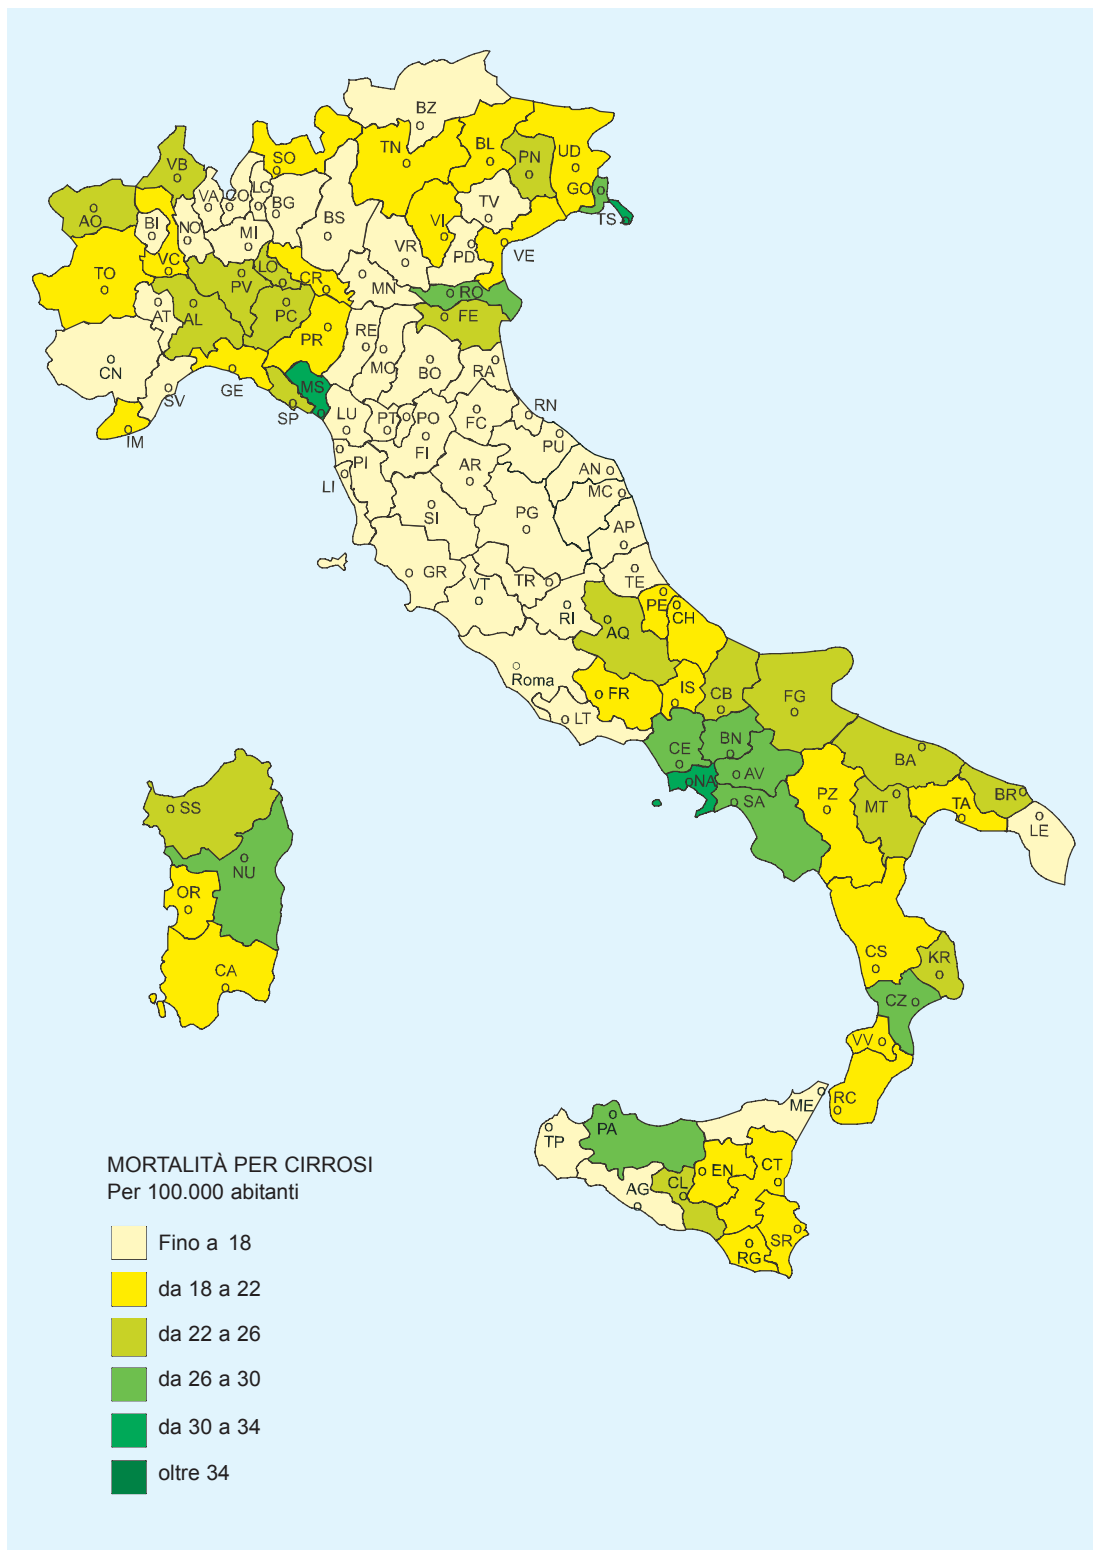 BZ
TN
BL
UD
PN
SO
VB
GO
AO
VA
CO
LC
BG
TV
TS
BI
NO
MI
BS
VI
VR
PD
VE
TO
VC
LO
PV
CR
MN
RO
AT
AL
PC
FE
PR
RE
MO
BO
RA
CN
SV
GE
MS
SP
IM
LU
PT
PO
FI
FC
RN
PU
PI
LI
AR
AN
MC
SI
PG
AP
GR
VT
TR
TE
RI
PE
CH
AQ
Roma
FR
IS
CB
FG
LT
CE
BN
BA
NA
AV
SA
PZ
MT
TA
BR
LE
SS
NU
OR
CA
CS
KR
CZ
VV
RC
ME
PA
TP
AG
CL
EN
CT
SR
RG
MORTALITÀ PER CIRROSI
Per 100.000 abitanti
Fino a 18
da 18 a 22
da 22 a 26
da 26 a 30
da 30 a 34
oltre 34